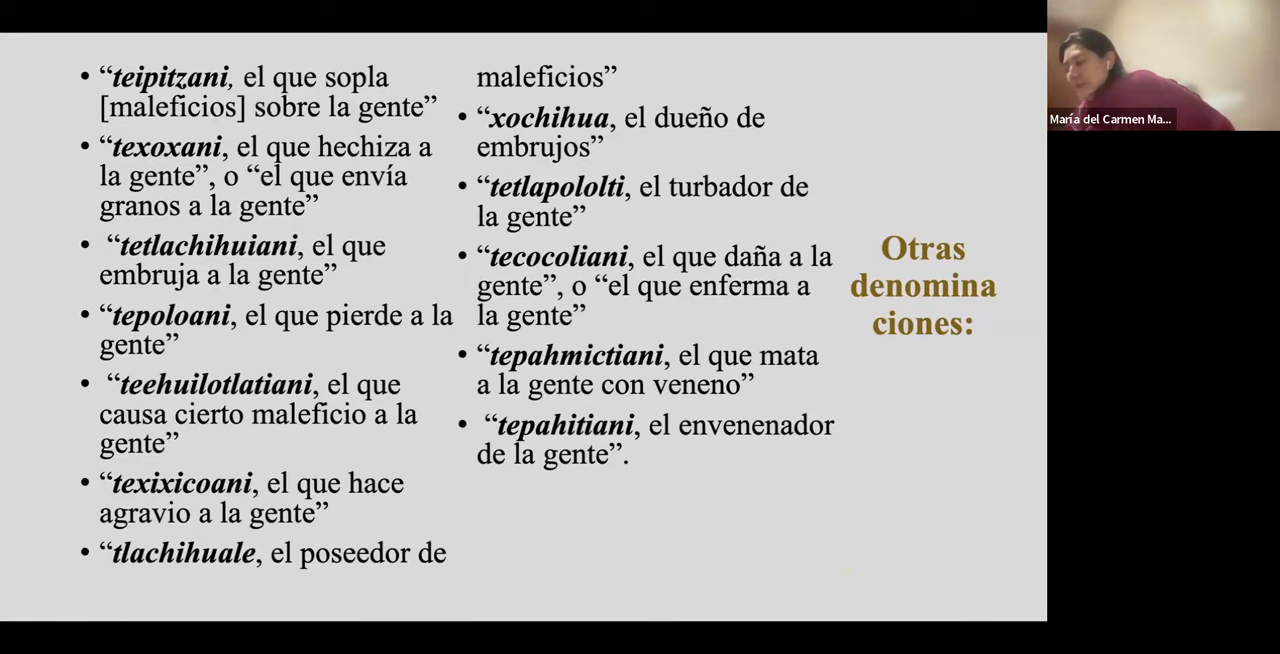 • “teipitzani, el que sopla
[maleficios] sobre la gente”
• “texoxani, el que hechiza a
la gente”, o “el que envía
granos a la gente”
• “tetlachihuiani, el que
embruja a la gente”
• “tepoloani, el que pierde a la
gente”
• “teehuilotlatiani, el que
causa cierto maleficio a la
gente”
• “texixicoani, el que hace
agravio a la gente”
• “tlachihuale, el poseedor de
maleficios”
• “xochihua, el dueño de
embrujos”
• “tetlapololti, el turbador de
la gente”
• “tecocoliani, el que daña a la
gente”, o “el que enferma a
la gente”
• “tepahmictiani, el que mata
a la gente con veneno”
• “tepahitiani, el envenenador
de la gente”.
Otras
denomina
ciones:
María del Carmen Ma...